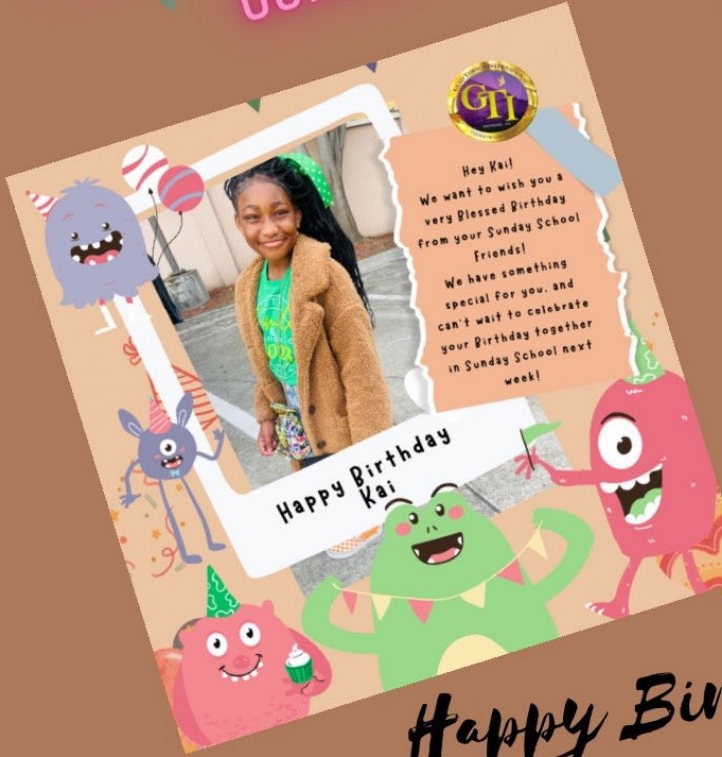 GTI
Hey Kai!
We want to wish you a
very Blessed Birthday
from your Sunday School
Friends!
We have something
special for you, and
can't wait to celebrate
your Birthday together
in Sunday School next
week!
Happy Birthday
Kai
Happy Bir